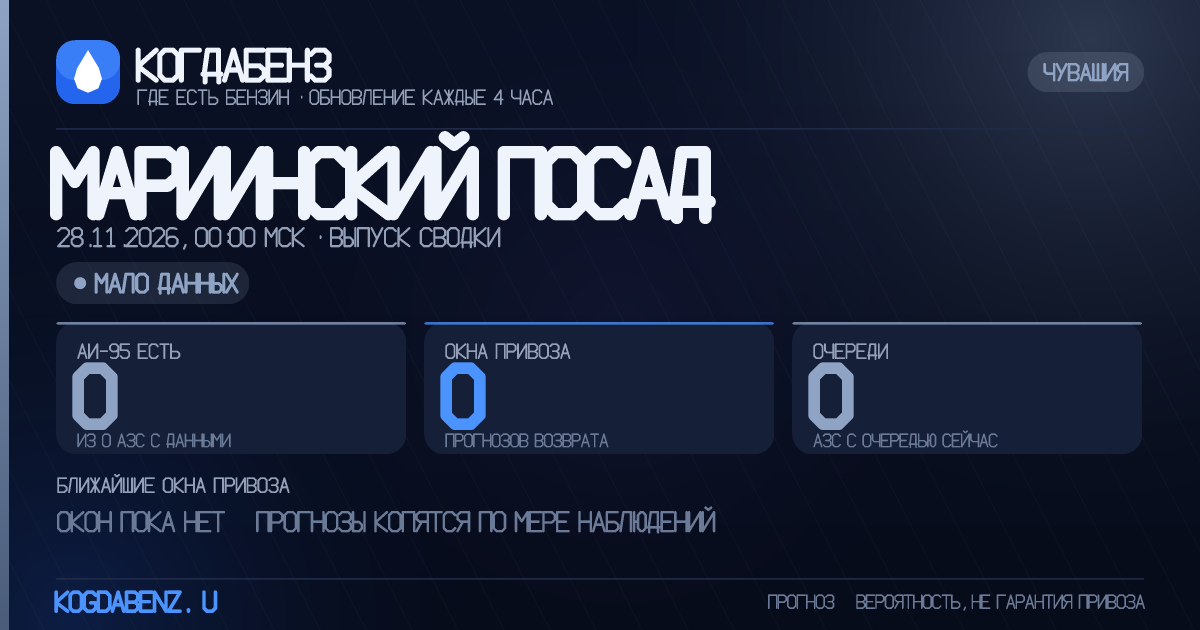 КОГДАБЕНЗ
ГДЕ ЕСТЬ БЕНЗИН · ОБНОВЛЕНИЕ КАЖДЫЕ 4 ЧАСА
ЧУВАШИЯ
МАРИИНСКИЙ ПОСАД
28.11.2026, 00:00 МСК · ВЫПУСК СВОДКИ
МАЛО ДАННЫХ
АИ-95 ЕСТЬ
0
ИЗ 0 АЗС С ДАННЫМИ
ОКНА ПРИВОЗА
0
ПРОГНОЗОВ ВОЗВРАТА
ОЧЕРЕДИ
0
АЗС С ОЧЕРЕДЬЮ СЕЙЧАС
БЛИЖАЙШИЕ ОКНА ПРИВОЗА
ОКОН ПОКА НЕТ ПРОГНОЗЫ КОПЯТСЯ ПО МЕРЕ НАБЛЮДЕНИЙ
KOGDABENZ. U
ПРОГНОЗ ВЕРОЯТНОСТЬ, НЕ ГАРАНТИЯ ПРИВОЗА